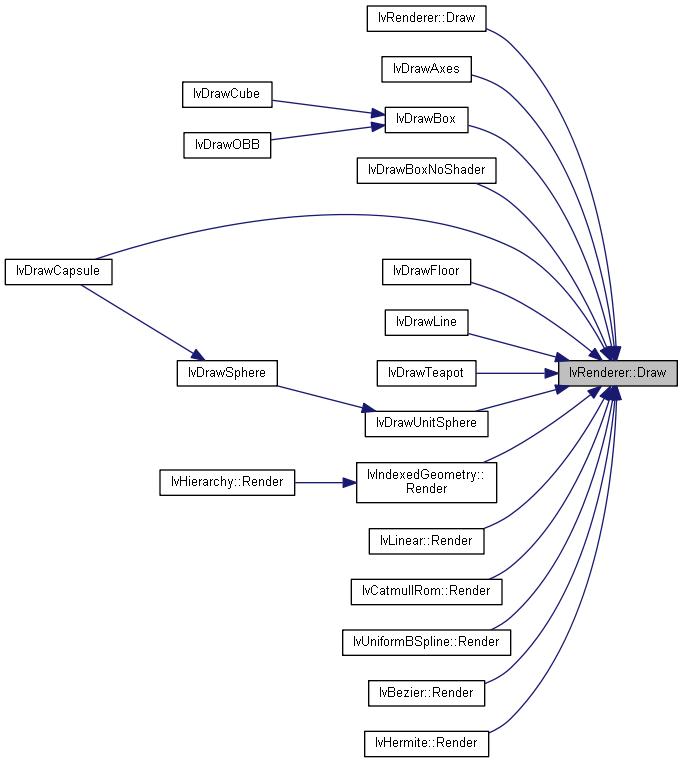 IvRenderer::Draw
IvDrawAxes
IvDrawCube
IvDrawBox
IvDrawOBB
IvDrawBoxNoShader
IvDrawCapsule
IvDrawFloor
IvDrawLine
IvDrawSphere
IvDrawTeapot
IvRenderer::Draw
IvDrawUnitSphere
IvHierarchy::Render
IvIndexedGeometry::
Render
IvLinear::Render
IvCatmullRom::Render
IvUniformBSpline::Render
IvBezier::Render
IvHermite::Render